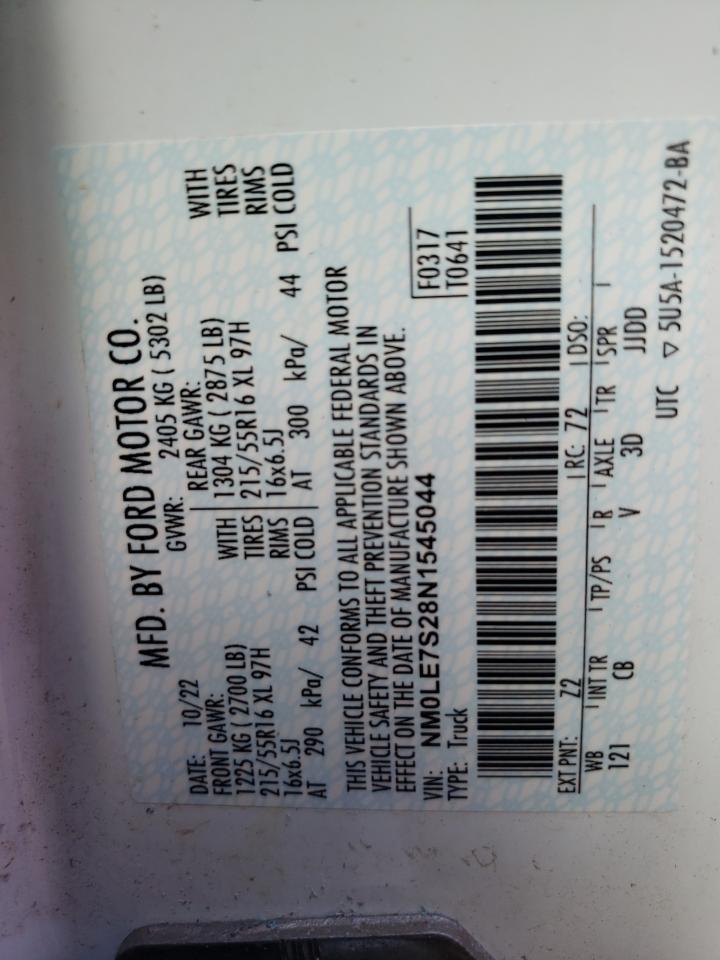 MFD. BY FORD MOTOR CO.
DATE: 10/22 GVWR: 2405 KG ( 5302 LB)
FRONT GAWR: REAR GAWR:
1225 KG ( 2700 LB) WITH 1304 KG ( 2875 LB) WITH
215/55R16 XL 97H TIRES 215/55R16 XL 97H TIRES
16x6.5J RIMS 16x6.5J RIMS
AT 290 kPa/ 42 PSI COLD AT 300 kPa/ 44 PSI COLD
THIS VEHICLE CONFORMS TO ALL APPLICABLE FEDERAL MOTOR
VEHICLE SAFETY AND THEFT PREVENTION STANDARDS IN
EFFECT ON THE DATE OF MANUFACTURE SHOWN ABOVE.
VIN: NM0LE7S28N1545044 F0317
TYPE: Truck T0641
EXT PNT: Z2 RC: 72 DSO:
WB INT TR TP/PS R AXLE TR SPR
121 CB V 3D JJDD
UTC ▽ 5U5A-1520472-BA